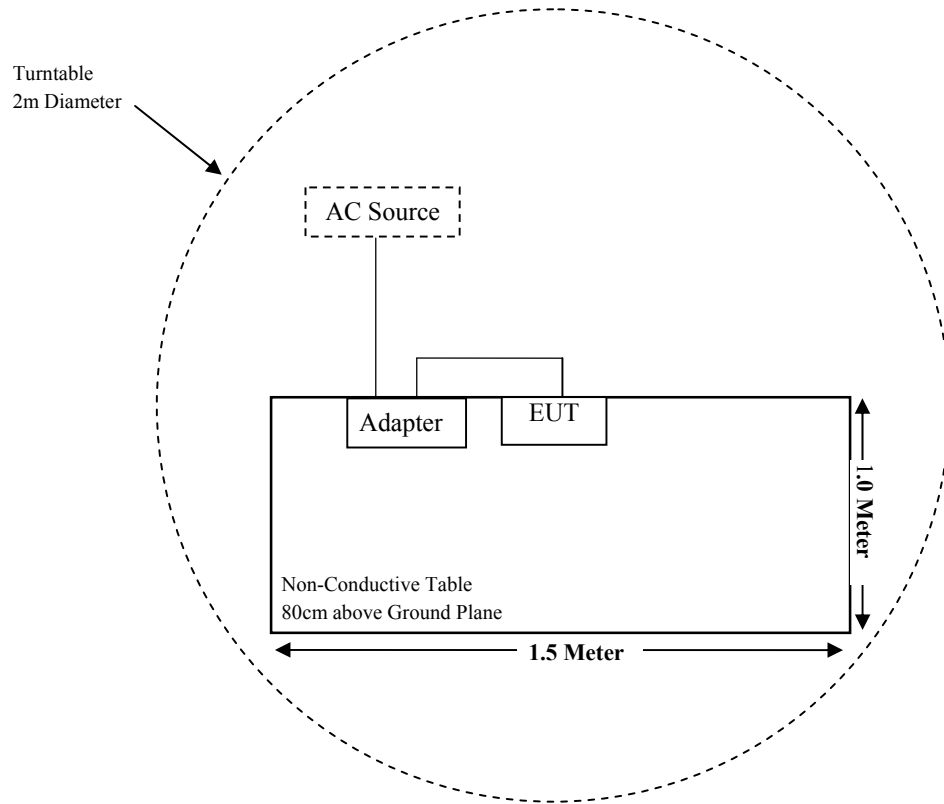 Turntable
2m Diameter
AC Source
Adapter
EUT
1.0 Meter
Non-Conductive Table
80cm above Ground Plane
1.5 Meter